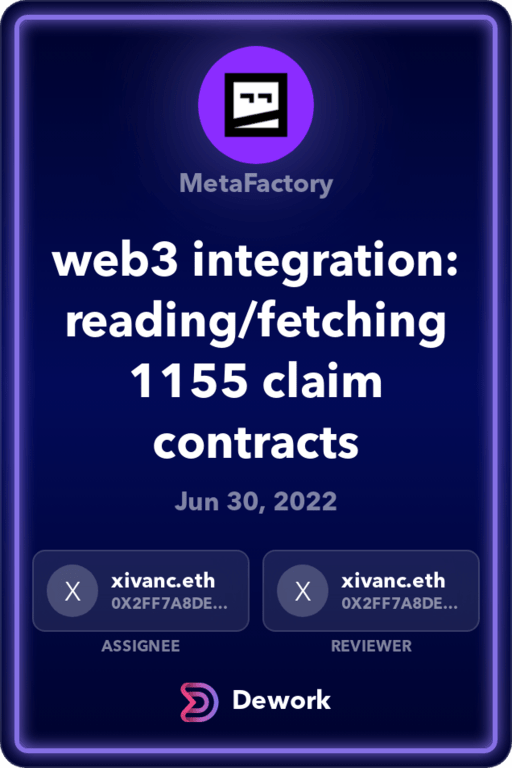 MetaFactory
web3 integration:
reading/fetching
1155 claim
contracts
Jun 30, 2022
X xivanc.eth
0X2FF7A8DE...
X xivanc.eth
0X2FF7A8DE...
ASSIGNEE
REVIEWER
Dework